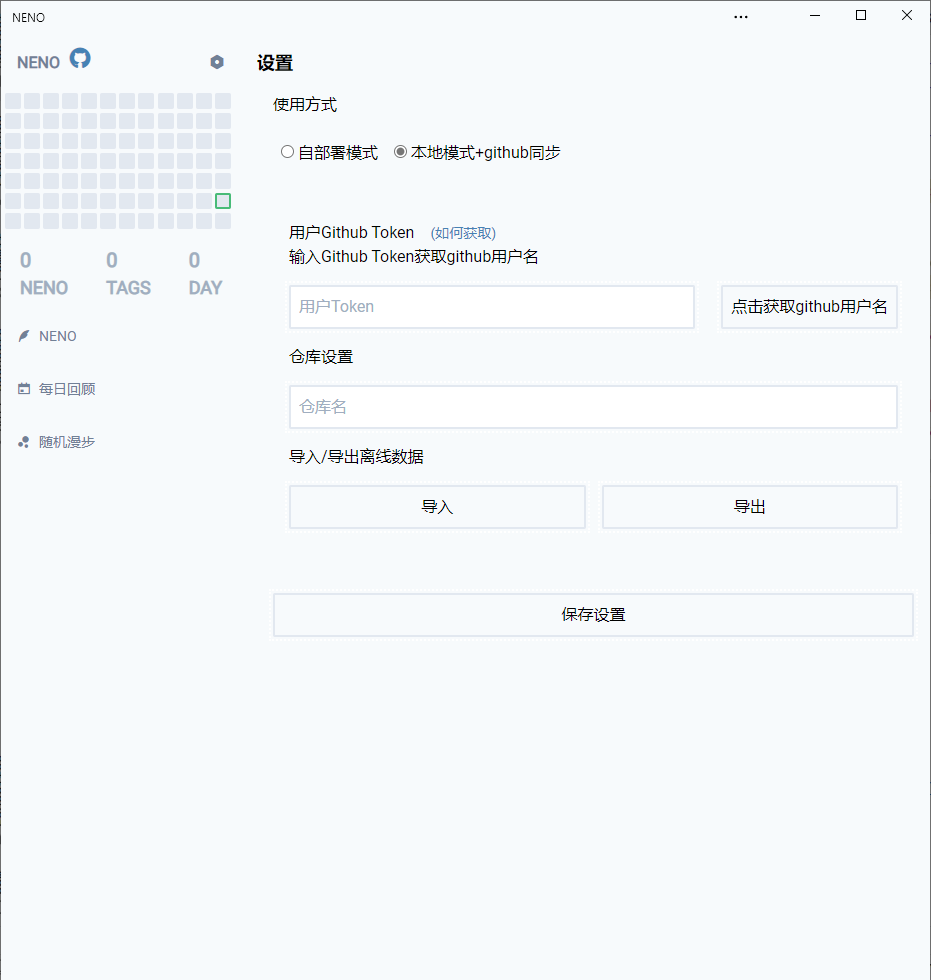 NENO
NENO
设置
使用方式
自部署模式 本地模式+github同步
用户Github Token (如何获取)
输入Github Token获取github用户名
0 0 0
NENO TAGS DAY
用户Token 点击获取github用户名
NENO
仓库设置
每日回顾
仓库名
随机漫步
导入/导出离线数据
导入 导出
保存设置